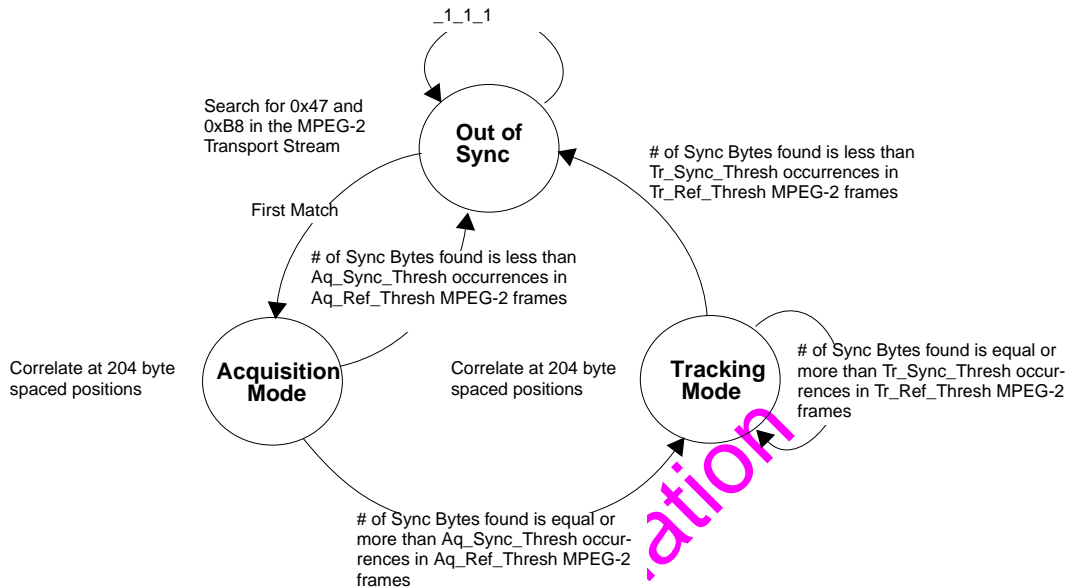 _1_1_1
Search for 0x47 and
0xB8 in the MPEG-2
Transport Stream
Out of
Sync
# of Sync Bytes found is less than
Tr_Sync_Thresh occurrences in
Tr_Ref_Thresh MPEG-2 frames
First Match
# of Sync Bytes found is less than
Aq_Sync_Thresh occurrences in
Aq_Ref_Thresh MPEG-2 frames
Correlate at 204 byte
spaced positions
Acquisition
Mode
Correlate at 204 byte
spaced positions
Tracking
Mode
# of Sync Bytes found is equal or
more than Tr_Sync_Thresh occur-
rences in Tr_Ref_Thresh MPEG-2
frames
# of Sync Bytes found is equal or
more than Aq_Sync_Thresh occur-
rences in Aq_Ref_Thresh MPEG-2
frames
ation